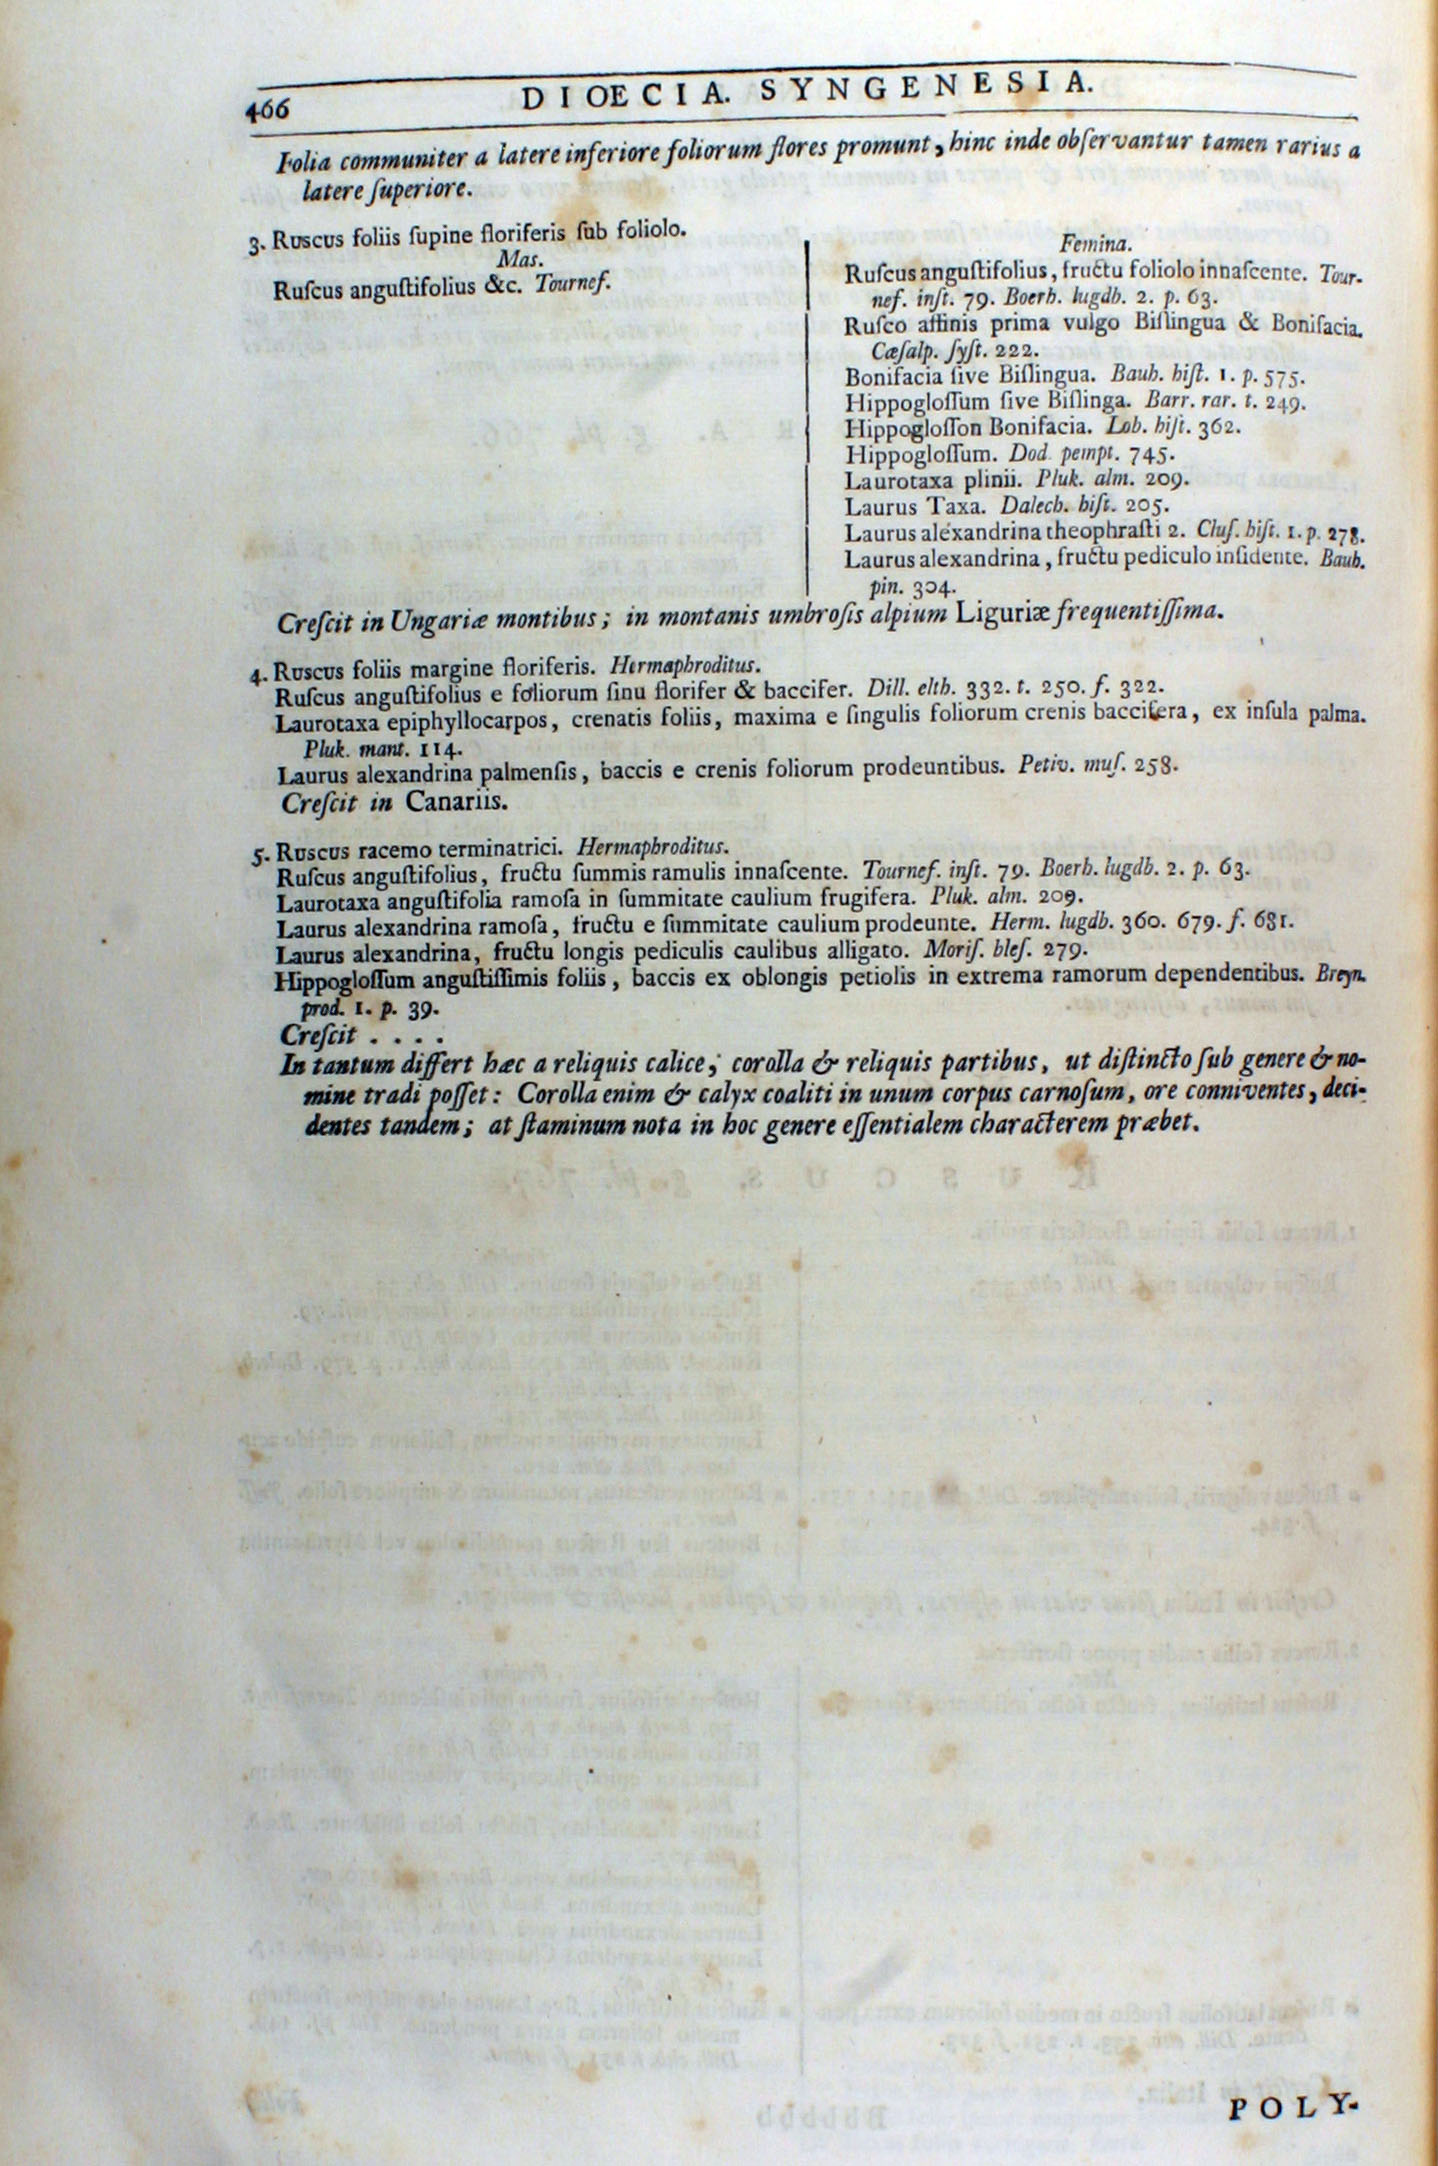 466
DIOECIA. SYNGENESIA.
Folia communiter a latere inferiore foliorum flores promunt, hinc inde obſervantur tamen rarius a
latere ſuperiore.
3. Ruscus foliis ſupine floriferis ſub foliolo.
Mas.
Ruſcus anguſtifolius &c. Tournef.
Femina.
Ruſcus anguſtifolius, fructu foliolo innaſcente. Tour-
nef. inſt. 79. Boerh. lugdb. 2. p. 63.
Ruſco affinis prima vulgo Biſlingua & Bonifacia.
Cæſalp. ſyſt. 222.
Bonifacia ſive Biſlingua. Bauh. hiſt. 1. p. 575.
Hippogloſſum ſive Biſlinga. Barr. rar. t. 249.
Hippogloſſon Bonifacia. Lob. hiſt. 362.
Hippogloſſum. Dod. pempt. 745.
Laurotaxa plinii. Pluk. alm. 209.
Laurus Taxa. Dalech. hiſt. 205.
Laurus alexandrina theophraſti 2. Cluſ. hiſt. 1. p. 278.
Laurus alexandrina, fructu pediculo inſidente. Bauh.
pin. 304.
Creſcit in Ungariæ montibus; in montanis umbroſis alpium Liguriæ frequentiſſima.
4. Ruscus foliis margine floriferis. Hermaphroditus.
Ruſcus anguſtifolius e foliorum ſinu florifer & baccifer. Dill. elth. 332. t. 250. f. 322.
Laurotaxa epiphyllocarpos, crenatis foliis, maxima e ſingulis foliorum crenis baccifera, ex inſula palma.
Pluk. mant. 114.
Laurus alexandrina palmenſis, baccis e crenis foliorum prodeuntibus. Petiv. muſ. 258.
Creſcit in Canariis.
5. Ruscus racemo terminatrici. Hermaphroditus.
Ruſcus anguſtifolius, fructu ſummis ramulis innaſcente. Tournef. inſt. 79. Boerh. lugdb. 2. p. 63.
Laurotaxa anguſtifolia ramoſa in ſummitate caulium frugifera. Pluk. alm. 209.
Laurus alexandrina ramoſa, fructu e ſummitate caulium prodeunte. Herm. lugdb. 360. 679. f. 681.
Laurus alexandrina, fructu longis pediculis caulibus alligato. Moriſ. bleſ. 279.
Hippogloſſum anguſtiſſimis foliis, baccis ex oblongis petiolis in extrema ramorum dependentibus. Breyn.
prod. 1. p. 39.
Creſcit . . . .
In tantum differt hæc a reliquis calice, corolla & reliquis partibus, ut diſtincto ſub genere & no-
mine tradi poſſet: Corolla enim & calyx coaliti in unum corpus carnoſum, ore conniventes, deci-
dentes tandem; at ſtaminum nota in hoc genere eſſentialem characterem præbet.
POLY-